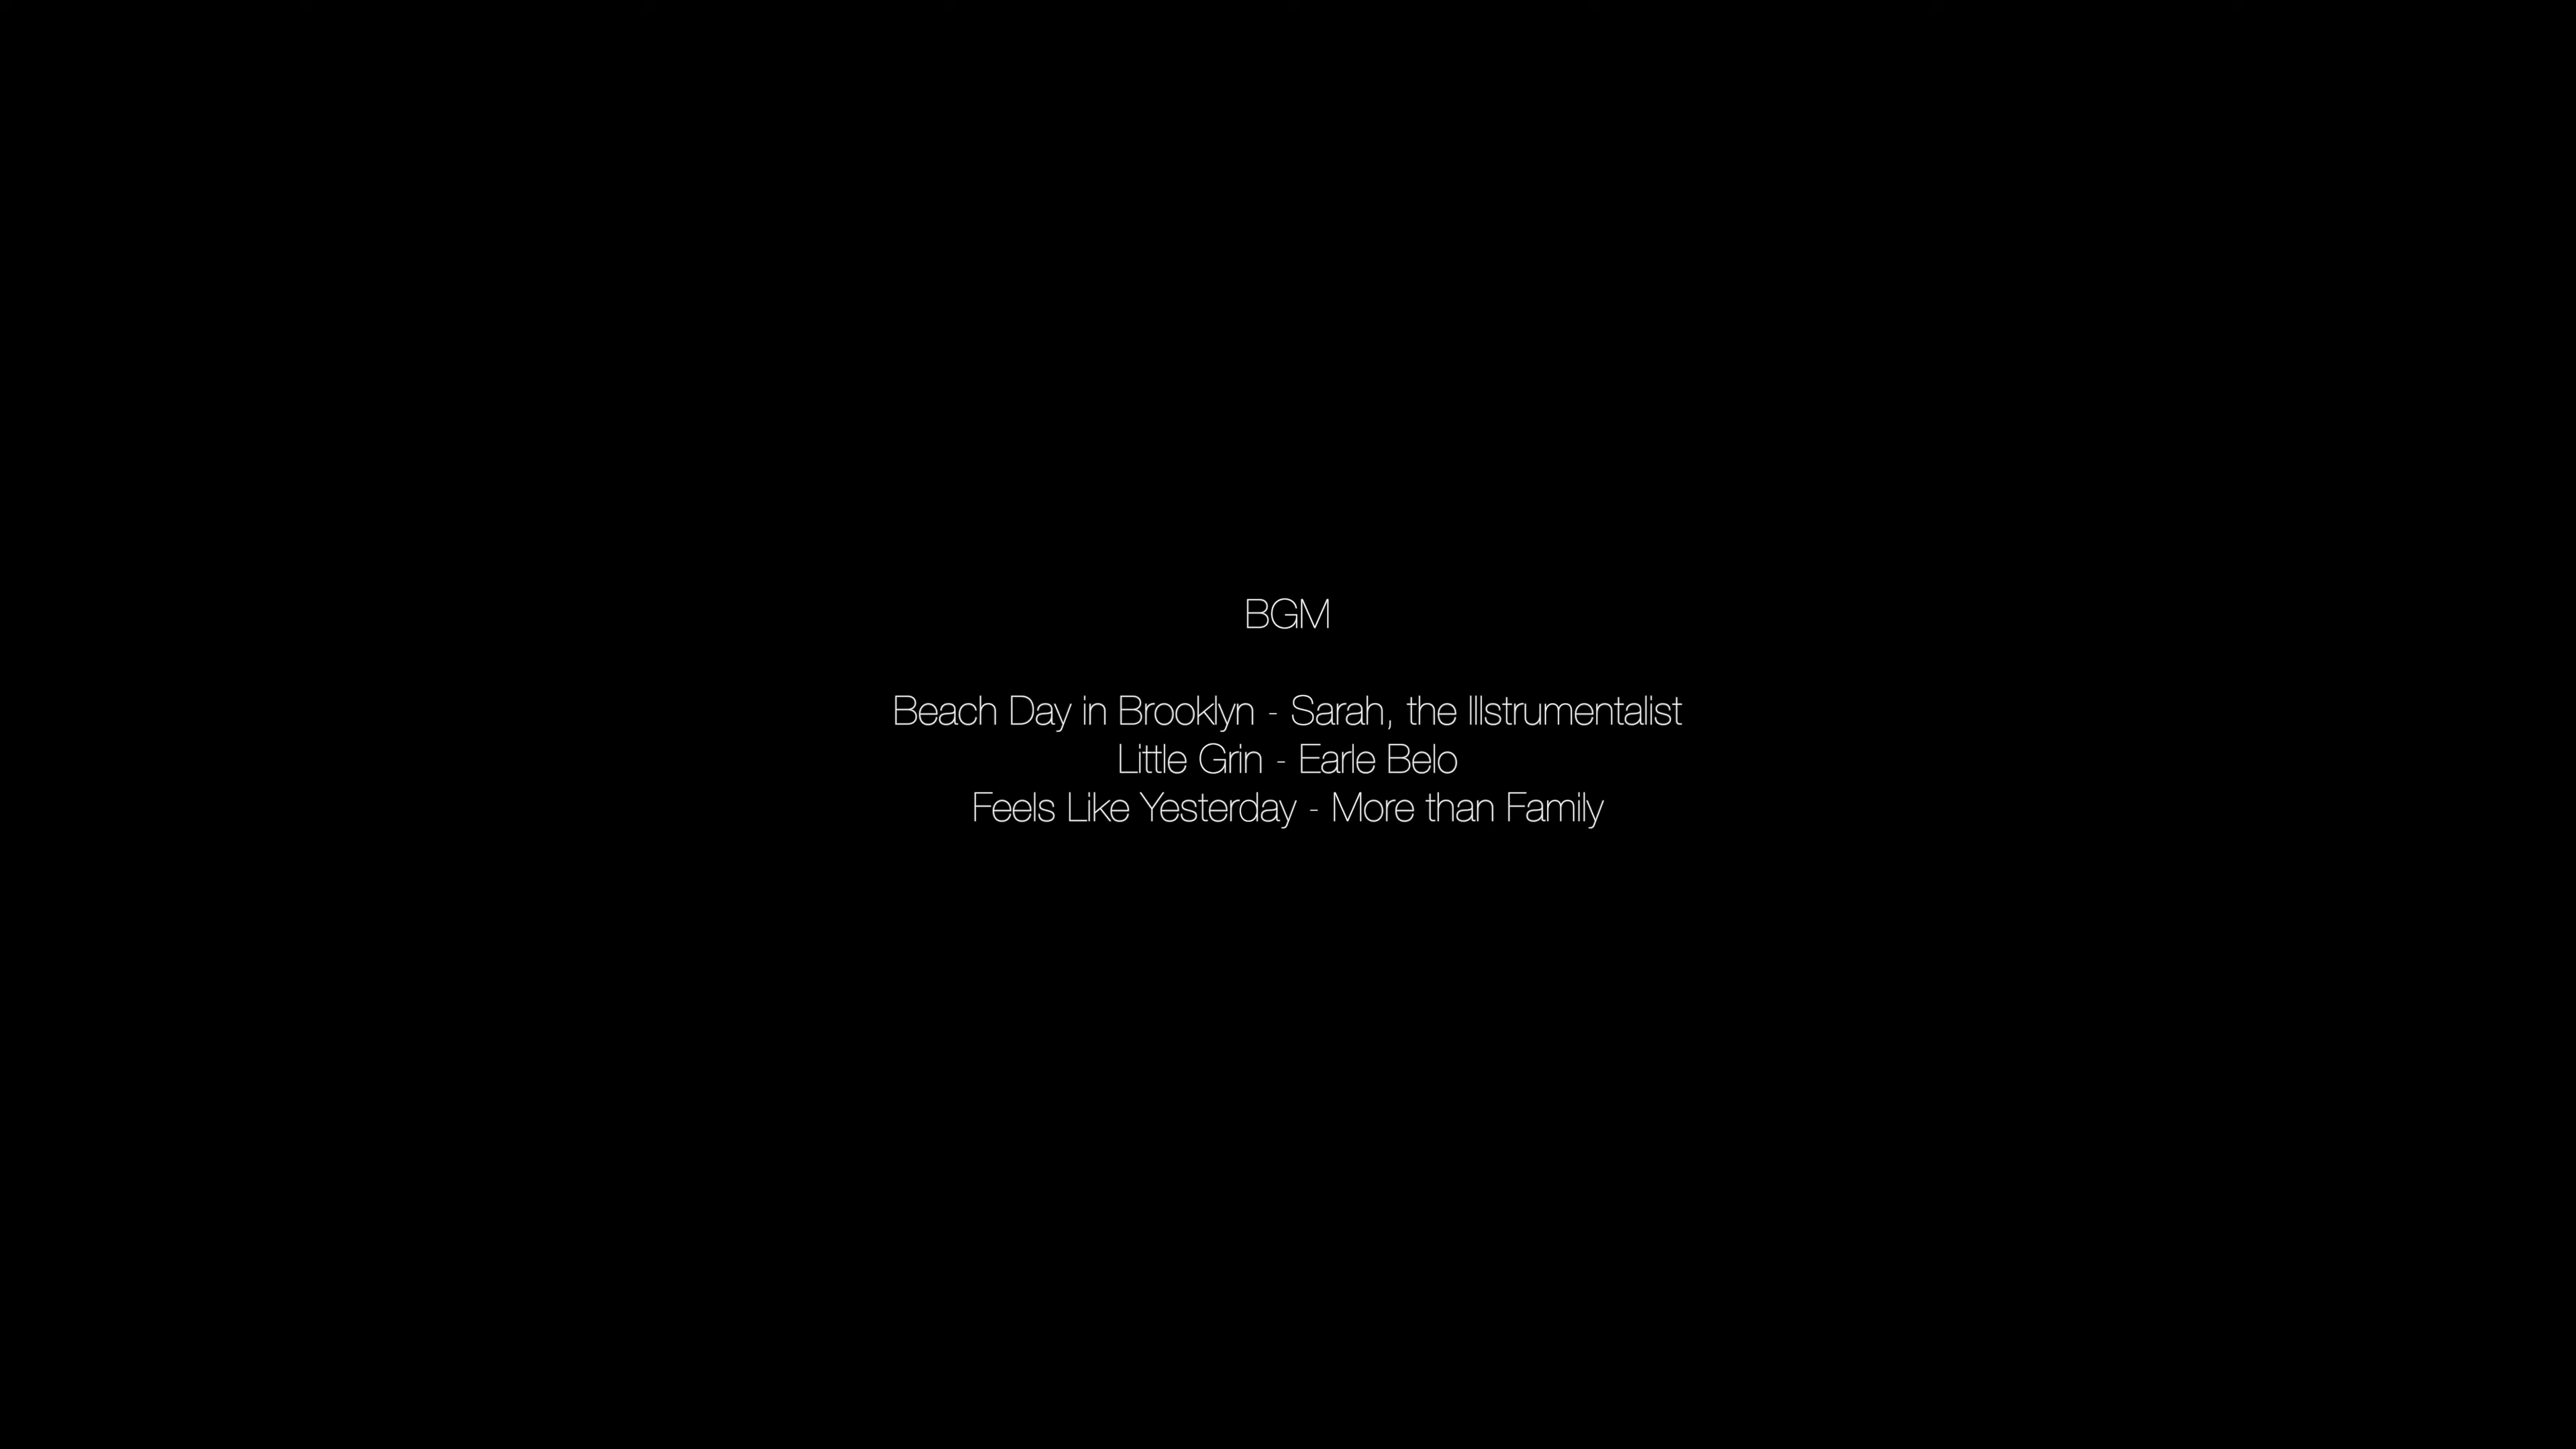 BGM
Beach Day in Brooklyn - Sarah, the Illstrumentalist
Little Grin - Earle Belo
Feels Like Yesterday - More than Family